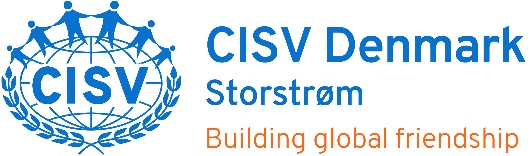 CISV
CISV Denmark
Storstrøm
Building global friendship